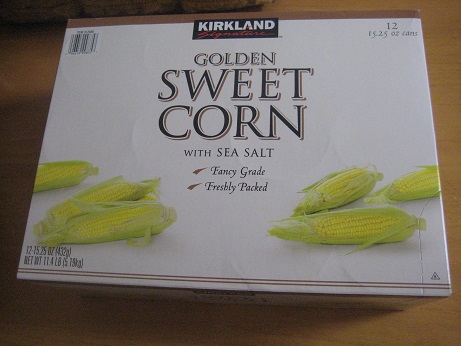 KIRKLAND
Signature
12
15.25 oz cans
GOLDEN
SWEET
CORN
WITH SEA SALT
Fancy Grade
Freshly Packed
12-15.25 OZ (432g)
NET WT 11.4 LB (5.19kg)